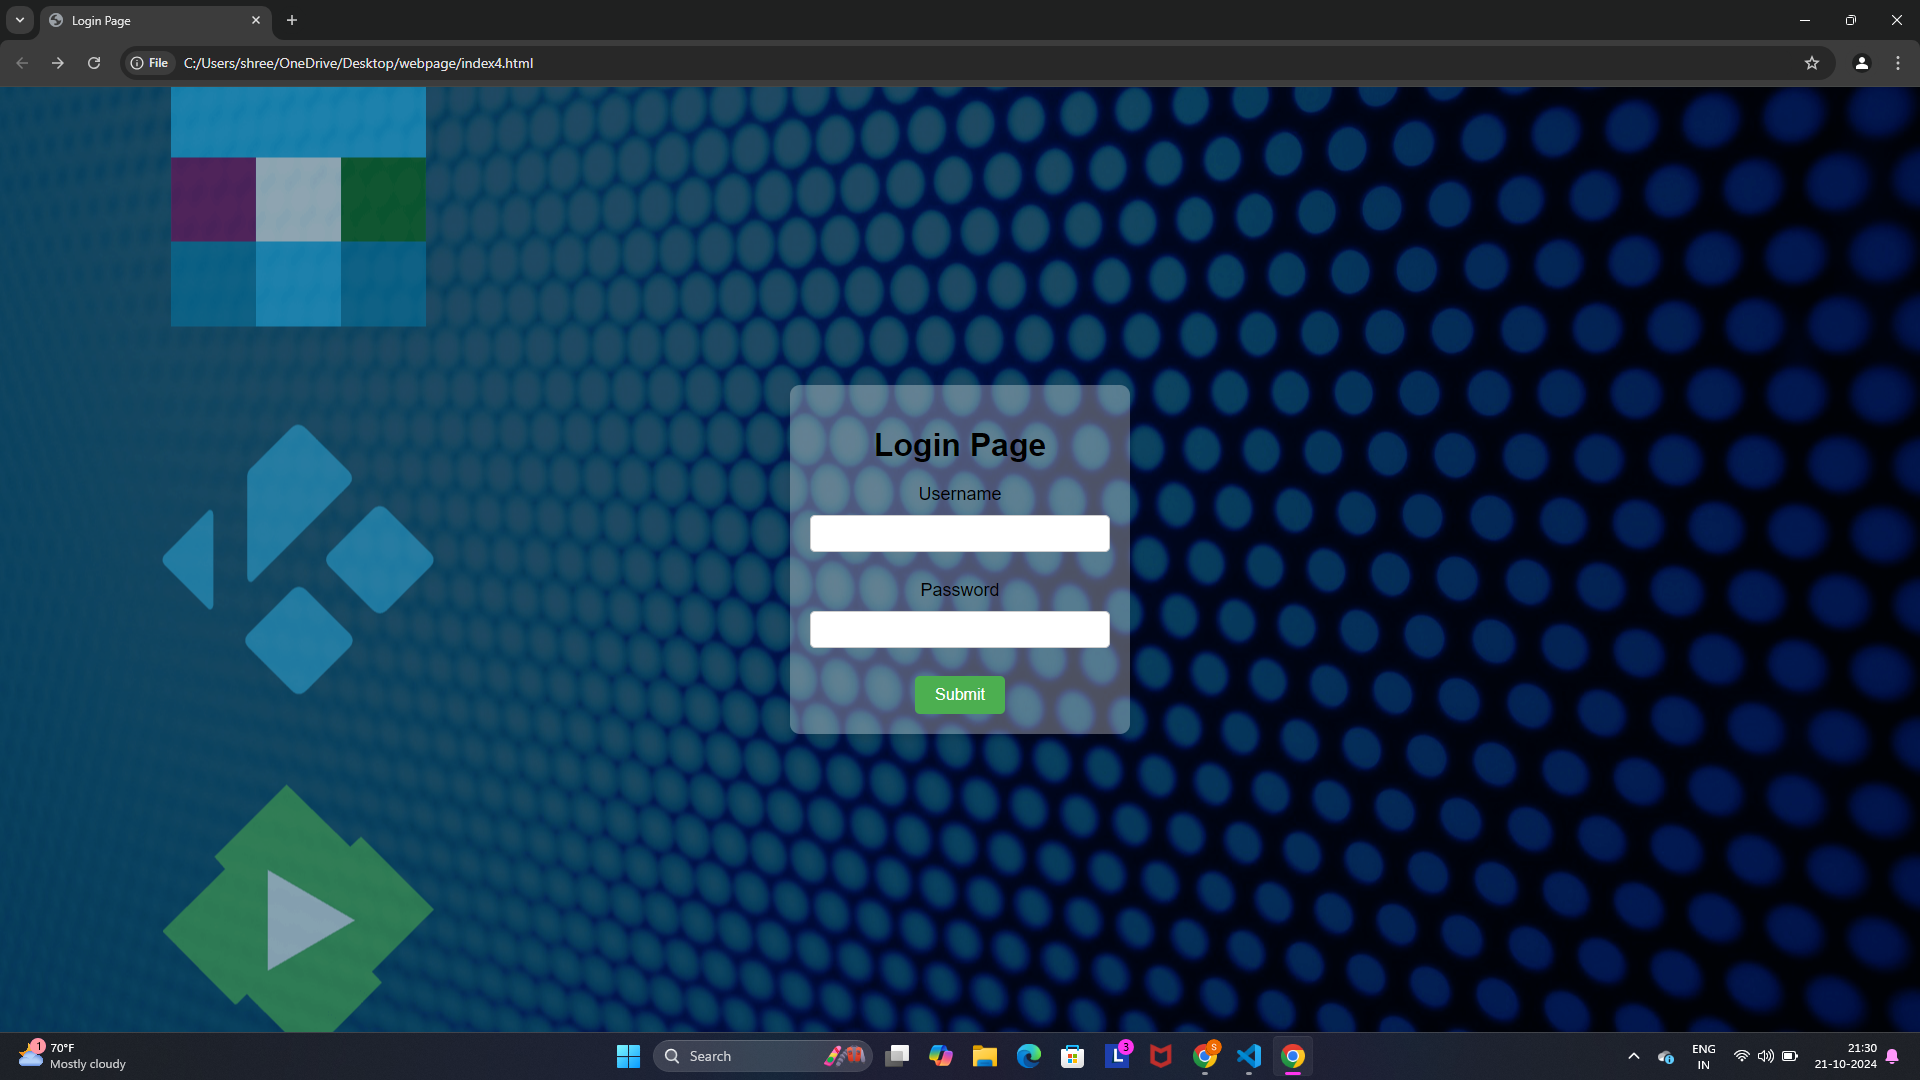 Login Page
File
C:/Users/shree/OneDrive/Desktop/webpage/index4.html
Login Page
Username
Password
Submit
1
70°F
Mostly cloudy
Search
L
3
S
ENG
IN
21:30
21-10-2024